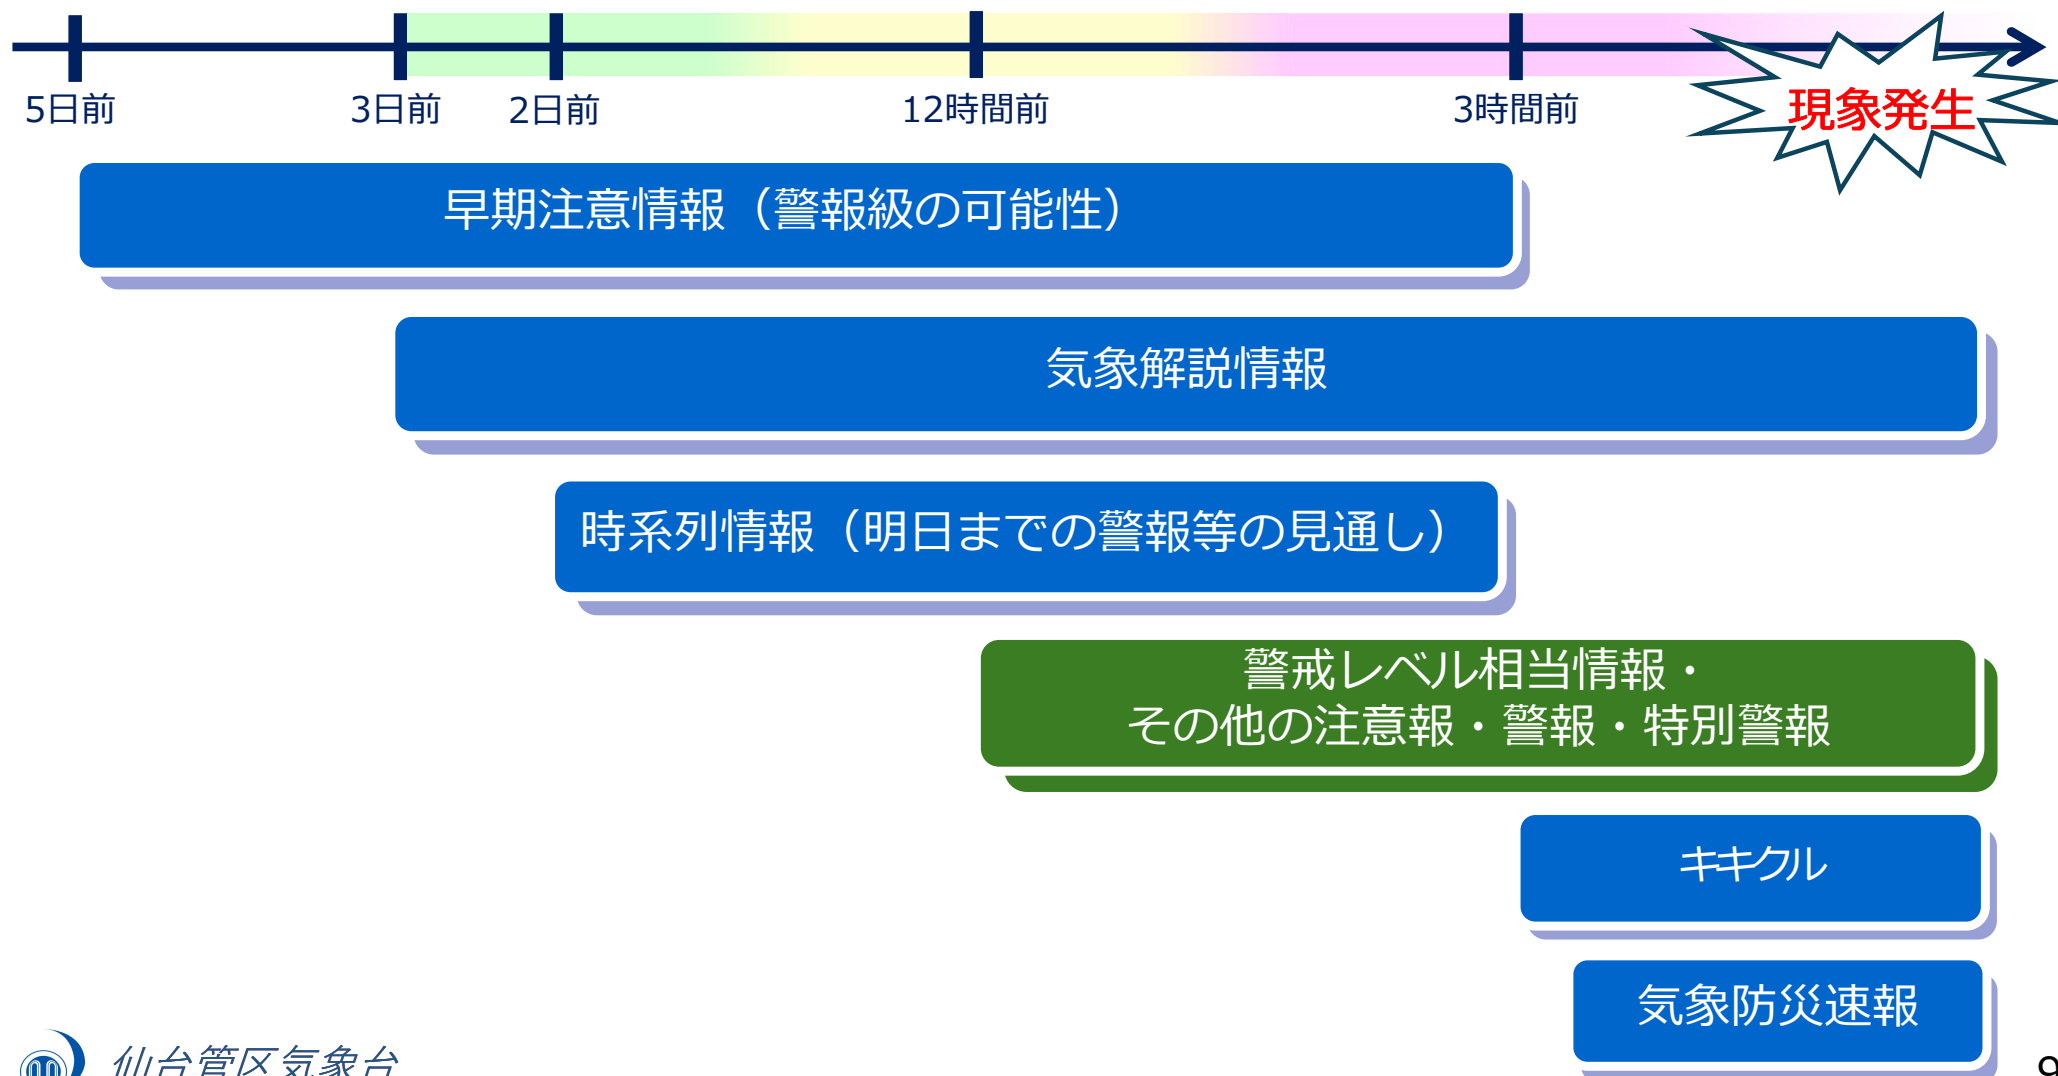 5日前
3日前
2日前
12時間前
3時間前
現象発生
早期注意情報（警報級の可能性）
気象解説情報
時系列情報（明日までの警報等の見通し）
警戒レベル相当情報・
その他の注意報・警報・特別警報
キキクル
気象防災速報
仙台管区気象台
9